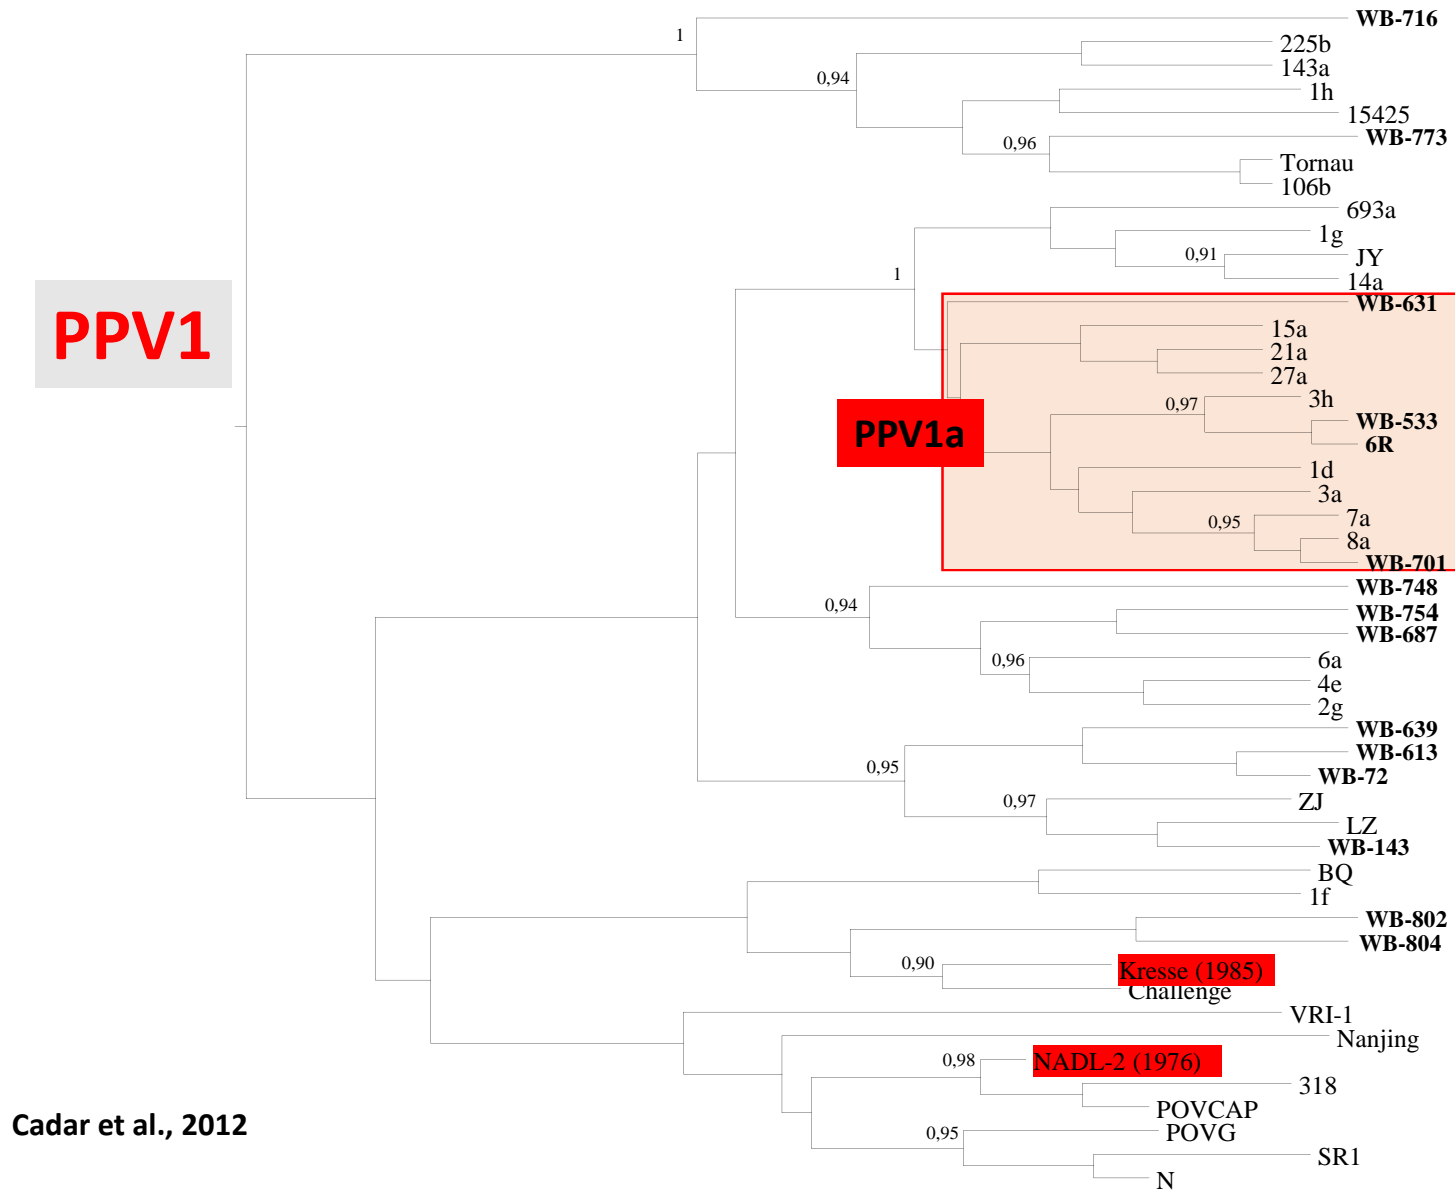 WB-716
1
225b
0,94
143a
1h
15425
WB-773
0,96
Tornau
106b
693a
1g
0,91
JY
1
14a
WB-631
PPV1
15a
21a
27a
3h
0,97
WB-533
PPV1a
6R
1d
3a
7a
0,95
8a
WB-701
WB-748
0,94
WB-754
WB-687
6a
0,96
4e
2g
WB-639
WB-613
0,95
WB-72
ZJ
0,97
LZ
WB-143
BQ
1f
WB-802
WB-804
0,90
Kresse (1985)
Challenge
VRI-1
Nanjing
0,98
NADL-2 (1976)
318
POVCAP
Cadar et al., 2012
0,95
POVG
SR1
N